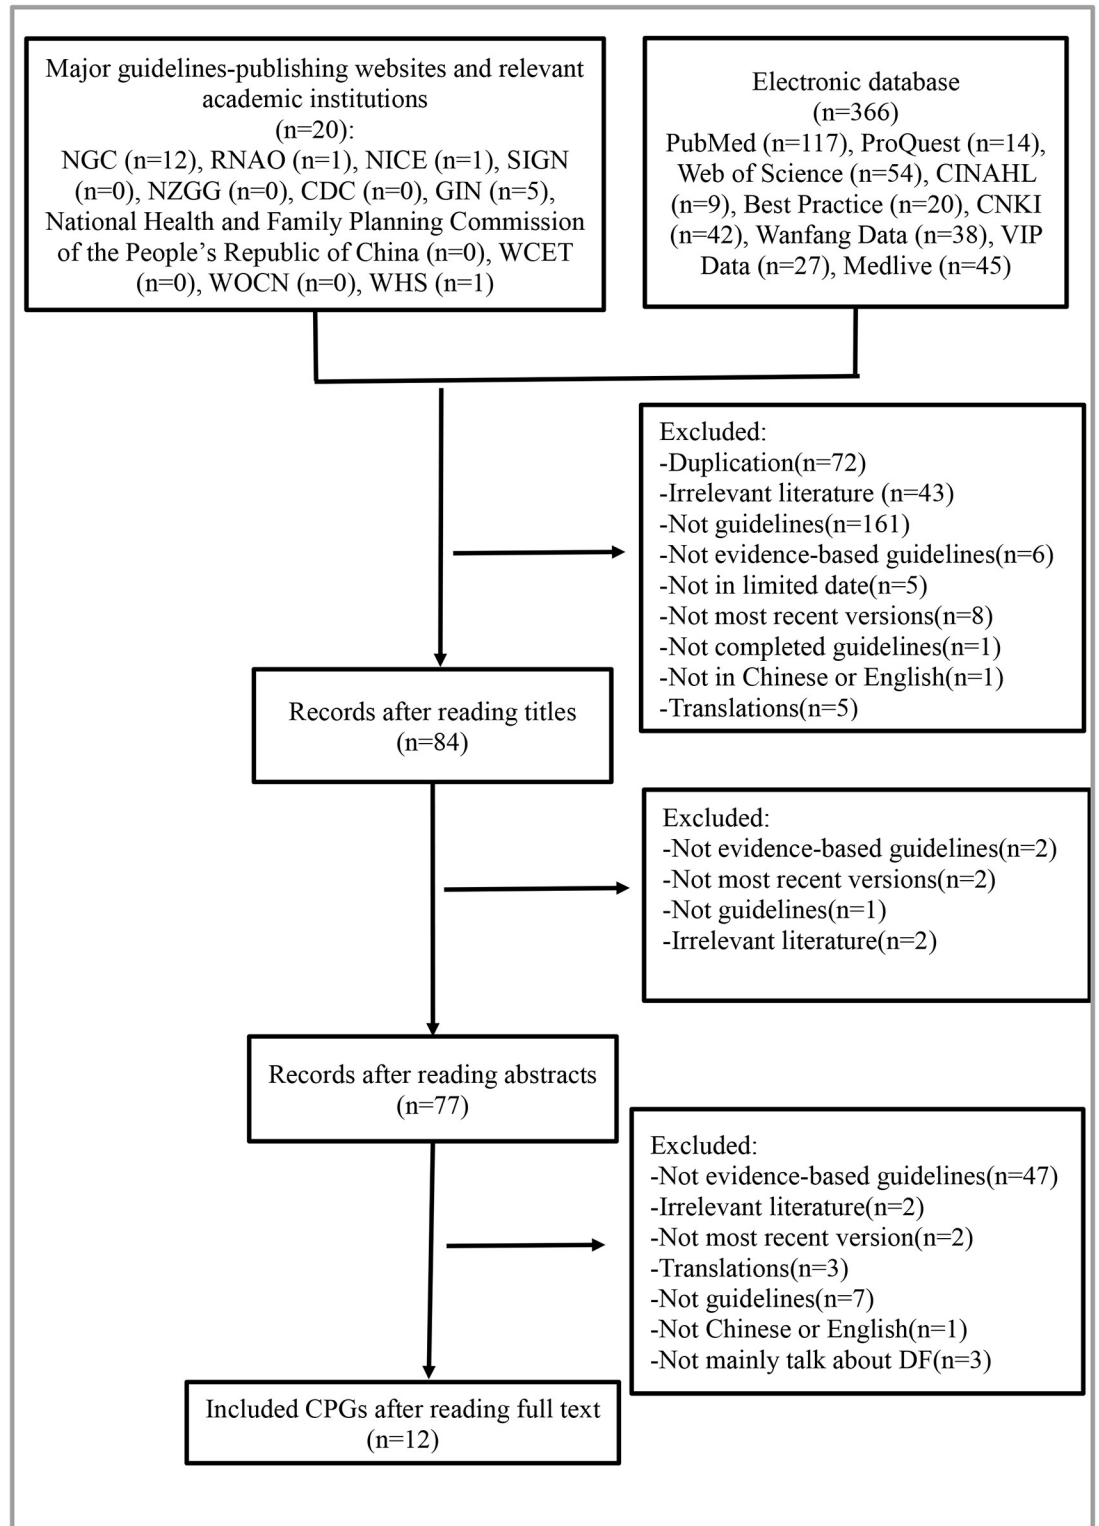 Major guidelines-publishing websites and relevant
academic institutions
(n=20):
NGC (n=12), RNAO (n=1), NICE (n=1), SIGN
(n=0), NZGG (n=0), CDC (n=0), GIN (n=5),
National Health and Family Planning Commission
of the People's Republic of China (n=0), WCET
(n=0), WOCN (n=0), WHS (n=1)
Electronic database
(n=366)
PubMed (n=117), ProQuest (n=14),
Web of Science (n=54), CINAHL
(n=9), Best Practice (n=20), CNKI
(n=42), Wanfang Data (n=38), VIP
Data (n=27), Medlive (n=45)
Excluded:
-Duplication(n=72)
-Irrelevant literature (n=43)
-Not guidelines(n=161)
-Not evidence-based guidelines(n=6)
-Not in limited date(n=5)
-Not most recent versions(n=8)
-Not completed guidelines(n=1)
-Not in Chinese or English(n=1)
-Translations(n=5)
Records after reading titles
(n=84)
Excluded:
-Not evidence-based guidelines(n=2)
-Not most recent versions(n=2)
-Not guidelines(n=1)
-Irrelevant literature(n=2)
Records after reading abstracts
(n=77)
Excluded:
-Not evidence-based guidelines(n=47)
-Irrelevant literature(n=2)
-Not most recent version(n=2)
-Translations(n=3)
-Not guidelines(n=7)
-Not Chinese or English(n=1)
-Not mainly talk about DF(n=3)
Included CPGs after reading full text
(n=12)